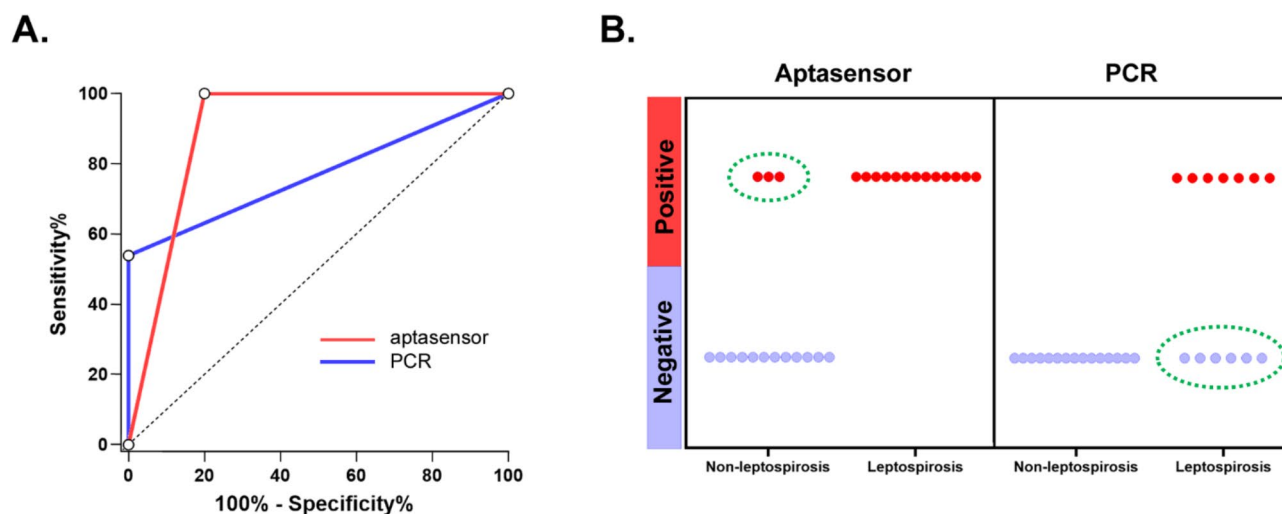 A.
100
80
60
40
20
0
Sensitivity%
aptasensor
PCR
0 20 40 60 80 100
100% - Specificity%
B.
Aptasensor PCR
Positive
Negative
Non-leptospirosis Leptospirosis Non-leptospirosis Leptospirosis